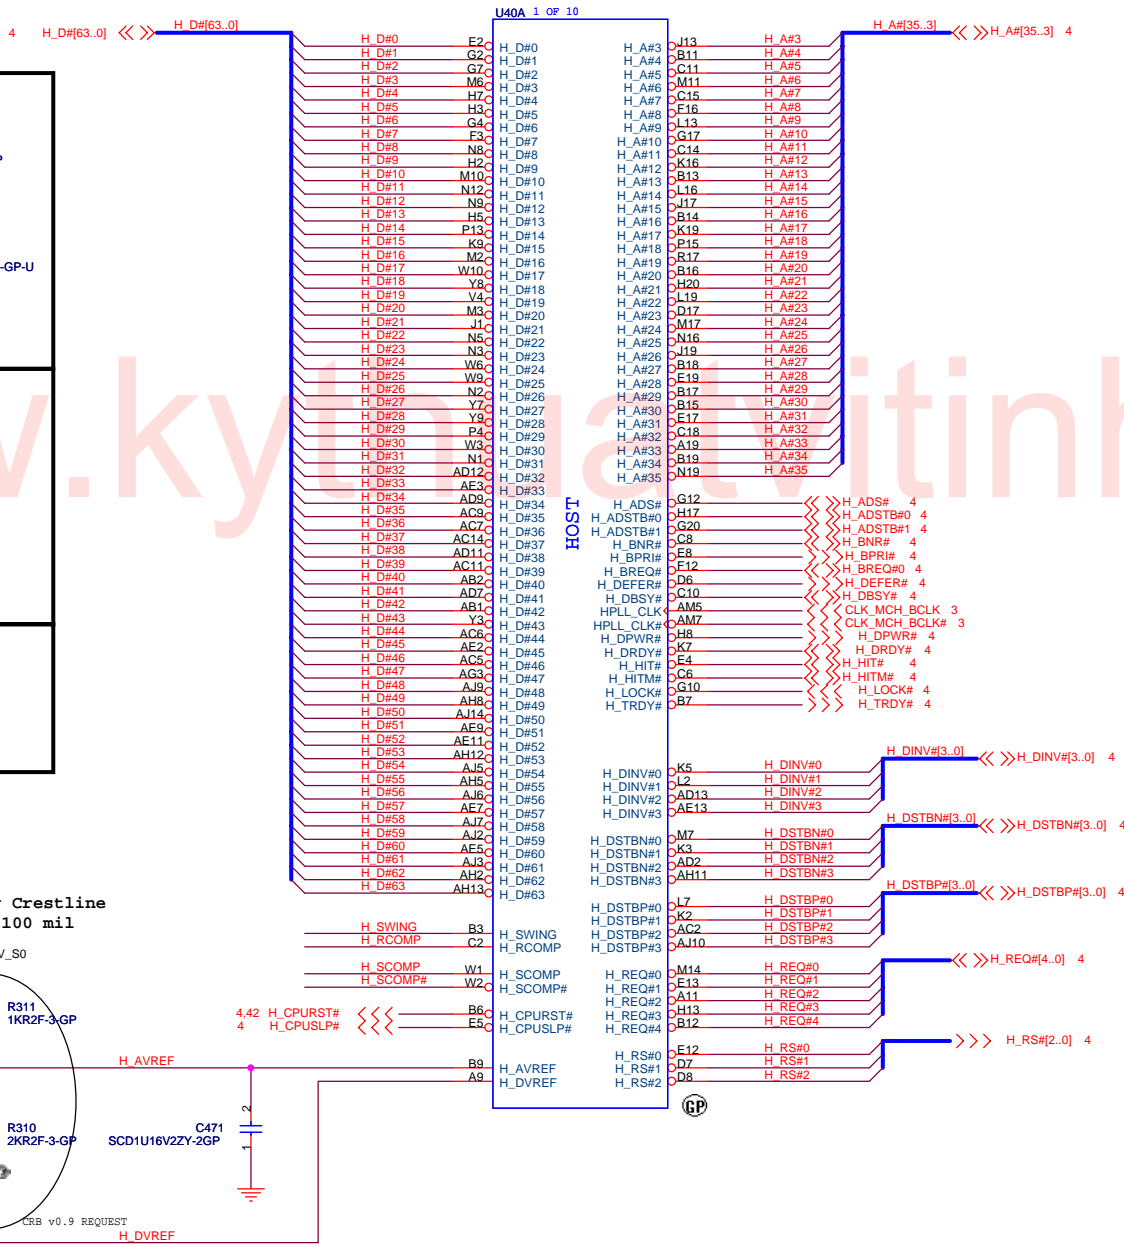 U40A 1 OF 10
4 H_D#[63..0]
H_D#[63..0]
H_A#[35..3]
H_A#[35..3] 4
H_D#0 E2 H_D#0 H_A#3 J13 H_A#3
H_D#1 G2 H_D#1 H_A#4 B11 H_A#4
H_D#2 G7 H_D#2 H_A#5 C11 H_A#5
H_D#3 M6 H_D#3 H_A#6 M11 H_A#6
H_D#4 H7 H_D#4 H_A#7 C15 H_A#7
H_D#5 H3 H_D#5 H_A#8 F16 H_A#8
H_D#6 G4 H_D#6 H_A#9 L13 H_A#9
H_D#7 F3 H_D#7 H_A#10 G17 H_A#10
H_D#8 N8 H_D#8 H_A#11 C14 H_A#11
H_D#9 H2 H_D#9 H_A#12 K16 H_A#12
H_D#10 M10 H_D#10 H_A#13 B13 H_A#13
H_D#11 N12 H_D#11 H_A#14 L16 H_A#14
H_D#12 N9 H_D#12 H_A#15 J17 H_A#15
H_D#13 H5 H_D#13 H_A#16 B14 H_A#16
H_D#14 P13 H_D#14 H_A#17 K19 H_A#17
H_D#15 K9 H_D#15 H_A#18 P15 H_A#18
H_D#16 M2 H_D#16 H_A#19 R17 H_A#19
H_D#17 W10 H_D#17 H_A#20 B16 H_A#20
H_D#18 Y8 H_D#18 H_A#21 H20 H_A#21
H_D#19 V4 H_D#19 H_A#22 L19 H_A#22
H_D#20 M3 H_D#20 H_A#23 D17 H_A#23
H_D#21 J1 H_D#21 H_A#24 M17 H_A#24
H_D#22 N5 H_D#22 H_A#25 N16 H_A#25
H_D#23 N3 H_D#23 H_A#26 J19 H_A#26
H_D#24 W6 H_D#24 H_A#27 B18 H_A#27
H_D#25 W9 H_D#25 H_A#28 E19 H_A#28
H_D#26 N2 H_D#26 H_A#29 B17 H_A#29
H_D#27 Y7 H_D#27 H_A#30 B15 H_A#30
H_D#28 Y9 H_D#28 H_A#31 E17 H_A#31
H_D#29 P4 H_D#29 H_A#32 C18 H_A#32
H_D#30 W3 H_D#30 H_A#33 A19 H_A#33
H_D#31 N1 H_D#31 H_A#34 B19 H_A#34
H_D#32 AD12 H_D#32 H_A#35 N19 H_A#35
H_D#33 AE3 H_D#33
H_D#34 AD9 H_D#34 H_ADS# G12 H_ADS# 4
H_D#35 AC9 H_D#35 H_ADSTB#0 H17 H_ADSTB#0 4
H_D#36 AC7 H_D#36 H_ADSTB#1 G20 H_ADSTB#1 4
H_D#37 AC14 H_D#37 H_BNR# C8 H_BNR# 4
H_D#38 AD11 H_D#38 H_BPRI# E8 H_BPRI# 4
H_D#39 AC11 H_D#39 H_BREQ# F12 H_BREQ#0 4
H_D#40 AB2 H_D#40 H_DEFER# D6 H_DEFER# 4
H_D#41 AD7 H_D#41 H_DBSY# C10 H_DBSY# 4
H_D#42 AB1 H_D#42 HPLL_CLK AM5 CLK_MCH_BCLK 3
H_D#43 Y3 H_D#43 HPLL_CLK# AM7 CLK_MCH_BCLK# 3
H_D#44 AC6 H_D#44 H_DPWR# H8 H_DPWR# 4
H_D#45 AE2 H_D#45 H_DRDY# K7 H_DRDY# 4
H_D#46 AC5 H_D#46 H_HIT# E4 H_HIT# 4
H_D#47 AG3 H_D#47 H_HITM# C6 H_HITM# 4
H_D#48 AJ9 H_D#48 H_LOCK# G10 H_LOCK# 4
H_D#49 AH8 H_D#49 H_TRDY# B7 H_TRDY# 4
HOST
H_D#50 AJ14 H_D#50
H_D#51 AE9 H_D#51
H_D#52 AE11 H_D#52
H_D#53 AH12 H_D#53
H_DINV#[3..0]
H_DINV#[3..0] 4
H_D#54 AJ5 H_D#54 H_DINV#0 K5 H_DINV#0
H_D#55 AH5 H_D#55 H_DINV#1 L2 H_DINV#1
H_D#56 AJ6 H_D#56 H_DINV#2 AD13 H_DINV#2
H_D#57 AE7 H_D#57 H_DINV#3 AE13 H_DINV#3
H_D#58 AJ7 H_D#58
H_DSTBN#[3..0]
H_DSTBN#[3..0] 4
H_D#59 AJ2 H_D#59 H_DSTBN#0 M7 H_DSTBN#0
H_D#60 AE5 H_D#60 H_DSTBN#1 K3 H_DSTBN#1
H_D#61 AJ3 H_D#61 H_DSTBN#2 AD2 H_DSTBN#2
H_D#62 AH2 H_D#62 H_DSTBN#3 AH11 H_DSTBN#3
H_D#63 AH13 H_D#63
H_DSTBP#[3..0]
H_DSTBP#[3..0] 4
H_DSTBP#0 L7 H_DSTBP#0
H_DSTBP#1 K2 H_DSTBP#1
H_SWING B3 H_SWING H_DSTBP#2 AC2 H_DSTBP#2
H_RCOMP C2 H_RCOMP H_DSTBP#3 AJ10 H_DSTBP#3
H_REQ#[4..0] 4
H_SCOMP W1 H_SCOMP H_REQ#0 M14 H_REQ#0
H_SCOMP# W2 H_SCOMP# H_REQ#1 E13 H_REQ#1
H_REQ#2 A11 H_REQ#2
4,42 H_CPURST# B6 H_CPURST# H_REQ#3 H13 H_REQ#3
4 H_CPUSLP# E5 H_CPUSLP# H_REQ#4 B12 H_REQ#4
H_RS#[2..0] 4
H_RS#0 E12 H_RS#0
H_AVREF B9 H_AVREF H_RS#1 D7 H_RS#1
A9 H_DVREF H_RS#2 D8 H_RS#2
GP
-GP-U
Crestline
100 mil
_S0
R311
1KR2F-3-GP
R310
2KR2F-3-GP
2
C471
SCD1U16V2ZY-2GP
1
CRB v0.9 REQUEST
H_DVREF
.kythuatvitinh